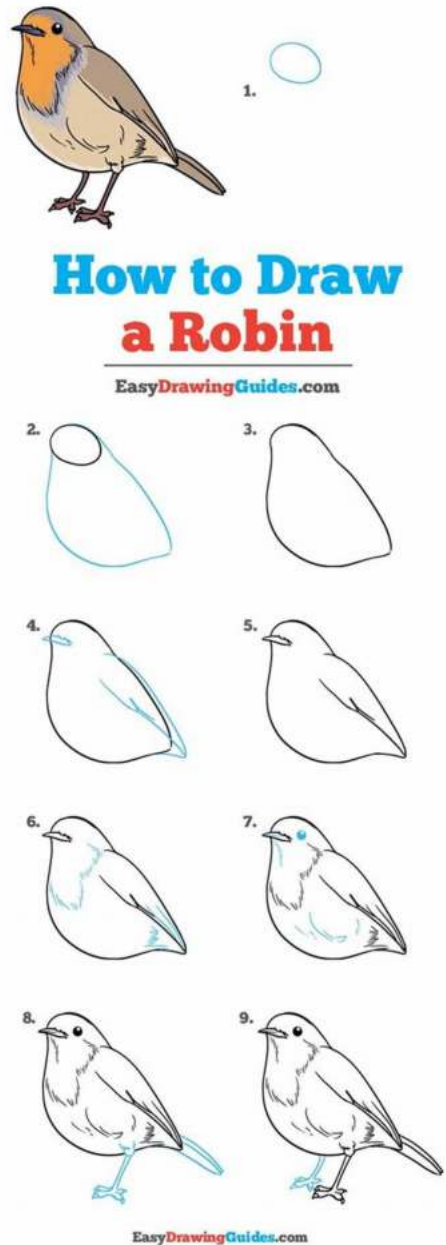 1.
How to Draw
a Robin
EasyDrawingGuides.com
2.
3.
4.
5.
6.
7.
8.
9.
EasyDrawingGuides.com